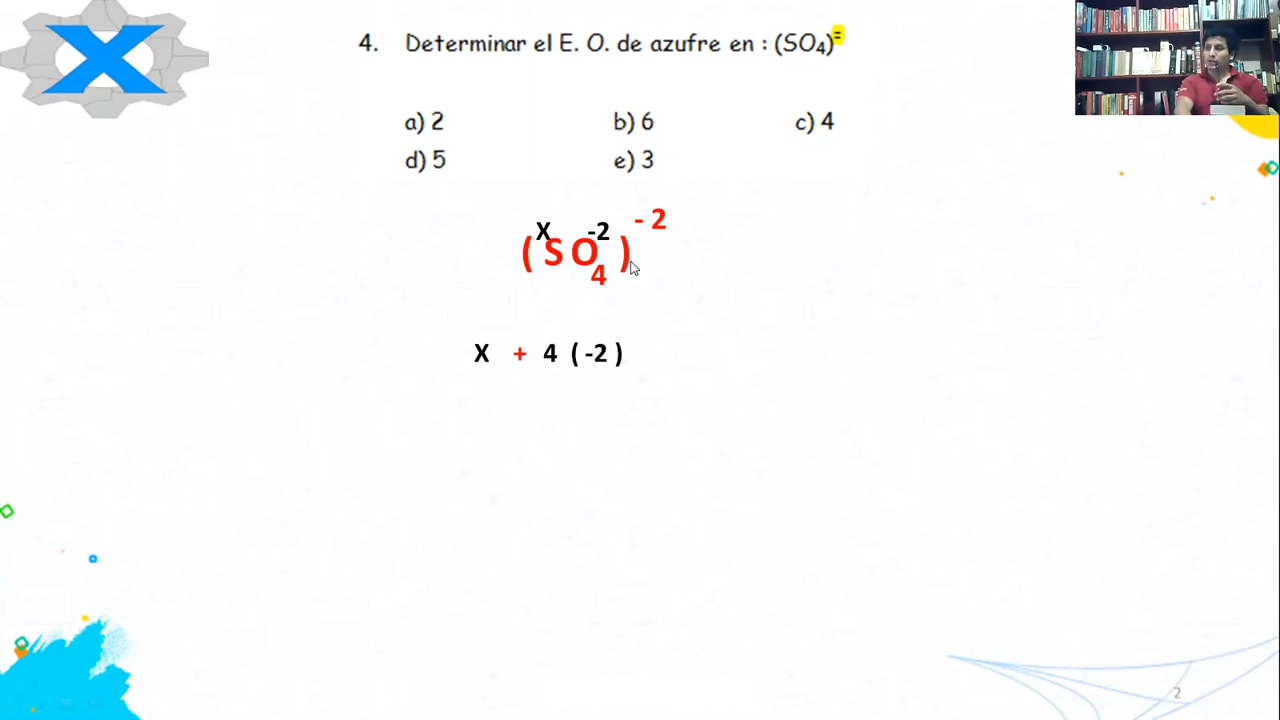 4. Determinar el E. O. de azufre en : (SO₄)⁼
a) 2 b) 6 c) 4
d) 5 e) 3
X -2 - 2
( S O₄ )
X + 4 ( -2 )
2